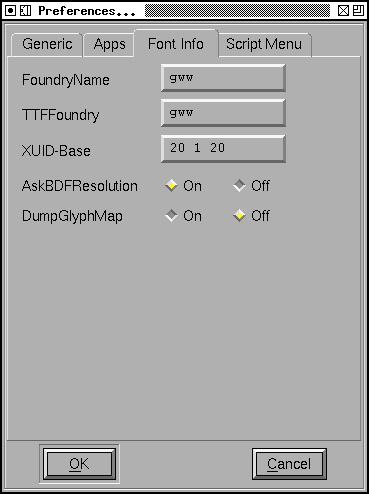 Preferences...
Generic Apps Font Info Script Menu
FoundryName gww
TTFFoundry gww
XUID-Base 20 1 20
AskBDFResolution On Off
DumpGlyphMap On Off
OK Cancel